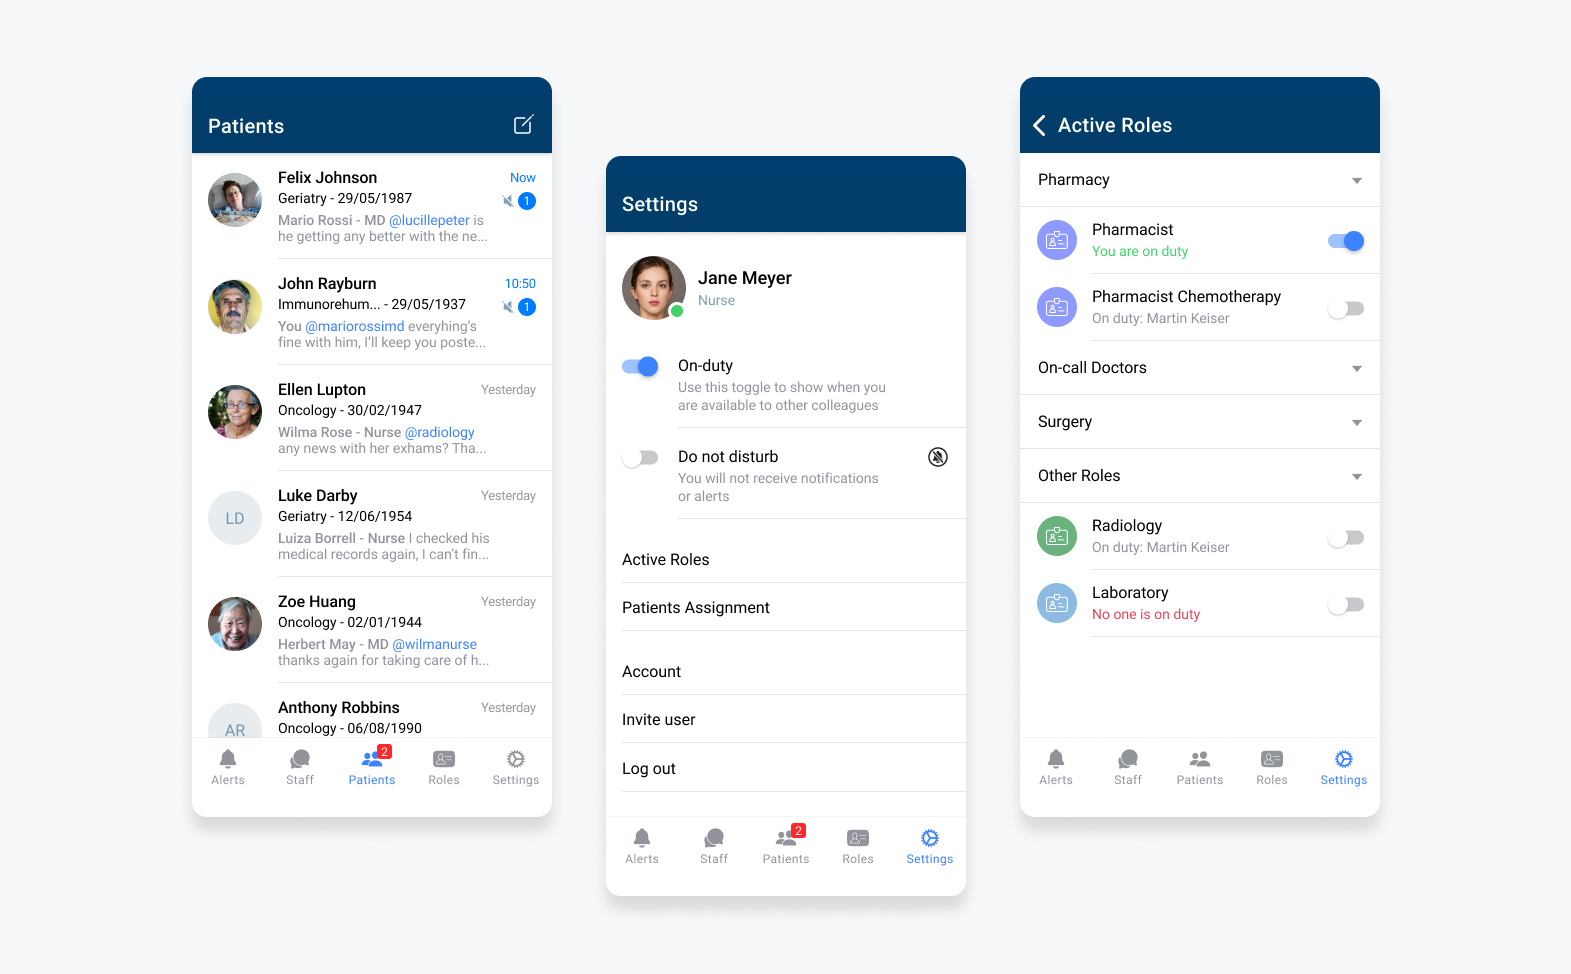 Patients
Felix Johnson
Now
Geriatry - 29/05/1987
1
Mario Rossi - MD @lucillepeter is
he getting any better with the ne...
John Rayburn
10:50
Immunorehum... - 29/05/1937
1
You @mariorossimd everyhing's
fine with him, I'll keep you poste...
Ellen Lupton
Yesterday
Oncology - 30/02/1947
Wilma Rose - Nurse @radiology
any news with her exhams? Tha...
LD
Luke Darby
Yesterday
Geriatry - 12/06/1954
Luiza Borrell - Nurse I checked his
medical records again, I can't fin...
Zoe Huang
Yesterday
Oncology - 02/01/1944
Herbert May - MD @wilmanurse
thanks again for taking care of h...
AR
Anthony Robbins
Yesterday
Oncology - 06/08/1990
2
Alerts
Staff
Patients
Roles
Settings
Settings
Jane Meyer
Nurse
On-duty
Use this toggle to show when you
are available to other colleagues
Do not disturb
You will not receive notifications
or alerts
Active Roles
Patients Assignment
Account
Invite user
Log out
2
Alerts
Staff
Patients
Roles
Settings
Active Roles
Pharmacy
Pharmacist
You are on duty
Pharmacist Chemotherapy
On duty: Martin Keiser
On-call Doctors
Surgery
Other Roles
Radiology
On duty: Martin Keiser
Laboratory
No one is on duty
Alerts
Staff
Patients
Roles
Settings